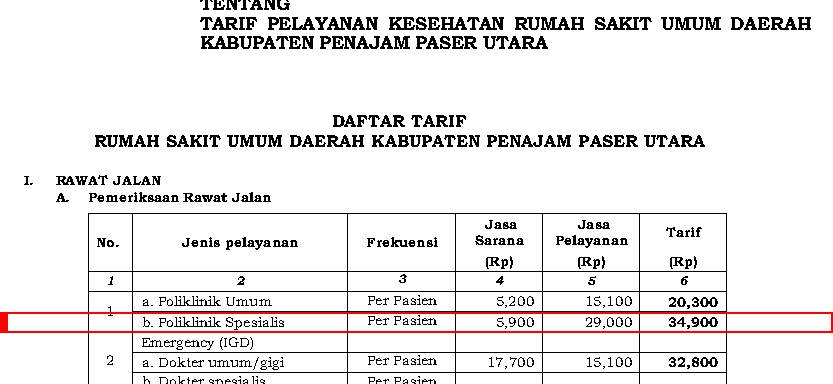 TENTANG
TARIF PELAYANAN KESEHATAN RUMAH SAKIT UMUM DAERAH
KABUPATEN PENAJAM PASER UTARA
DAFTAR TARIF
RUMAH SAKIT UMUM DAERAH KABUPATEN PENAJAM PASER UTARA
I. RAWAT JALAN
A. Pemeriksaan Rawat Jalan
No. Jenis pelayanan Frekuensi Jasa Sarana (Rp) Jasa Pelayanan (Rp) Tarif (Rp)
1 2 3 4 5 6
1 a. Poliklinik Umum Per Pasien 5,200 15,100 20,300
b. Poliklinik Spesialis Per Pasien 5,900 29,000 34,900
Emergency (IGD)
2 a. Dokter umum/gigi Per Pasien 17,700 15,100 32,800
b. Dokter spesialis Per Pasien